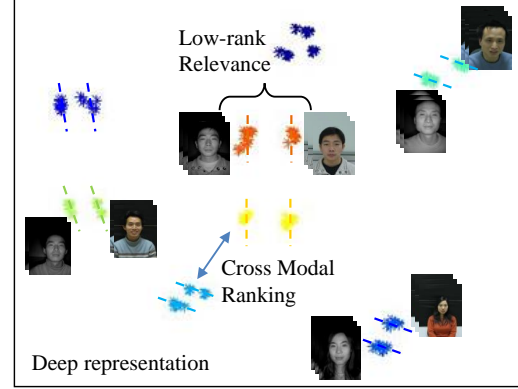 Low-rank
Relevance
Cross Modal
Ranking
Deep representation